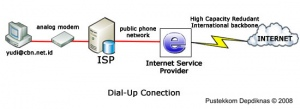 analog modem
public phone
network
High Capacity Redudant
International backbone
yudi@cbn.net.id
ISP
Internet Service
Provider
INTERNET
Dial-Up Conection
Pustekkom Depdiknas © 2008